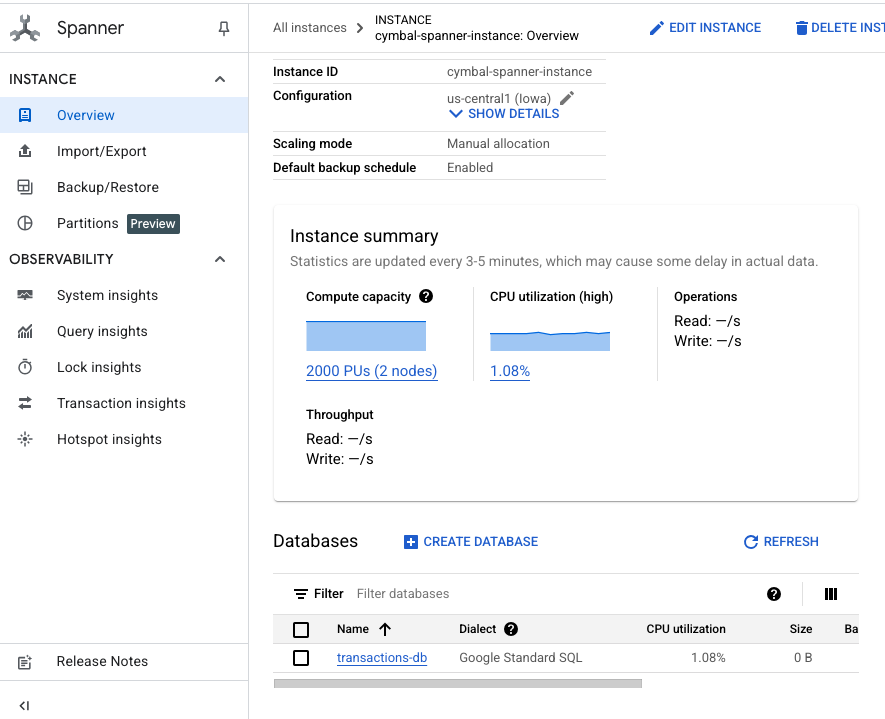 Spanner
All instances
INSTANCE
cymbal-spanner-instance: Overview
EDIT INSTANCE
DELETE INST
INSTANCE
Overview
Import/Export
Backup/Restore
Partitions Preview
OBSERVABILITY
System insights
Query insights
Lock insights
Transaction insights
Hotspot insights
Release Notes
Instance ID cymbal-spanner-instance
Configuration us-central1 (Iowa)
SHOW DETAILS
Scaling mode Manual allocation
Default backup schedule Enabled
Instance summary
Statistics are updated every 3-5 minutes, which may cause some delay in actual data.
Compute capacity
2000 PUs (2 nodes)
CPU utilization (high)
1.08%
Operations
Read: —/s
Write: —/s
Throughput
Read: —/s
Write: —/s
Databases CREATE DATABASE REFRESH
Filter Filter databases
Name Dialect CPU utilization Size Ba
transactions-db Google Standard SQL 1.08% 0 B